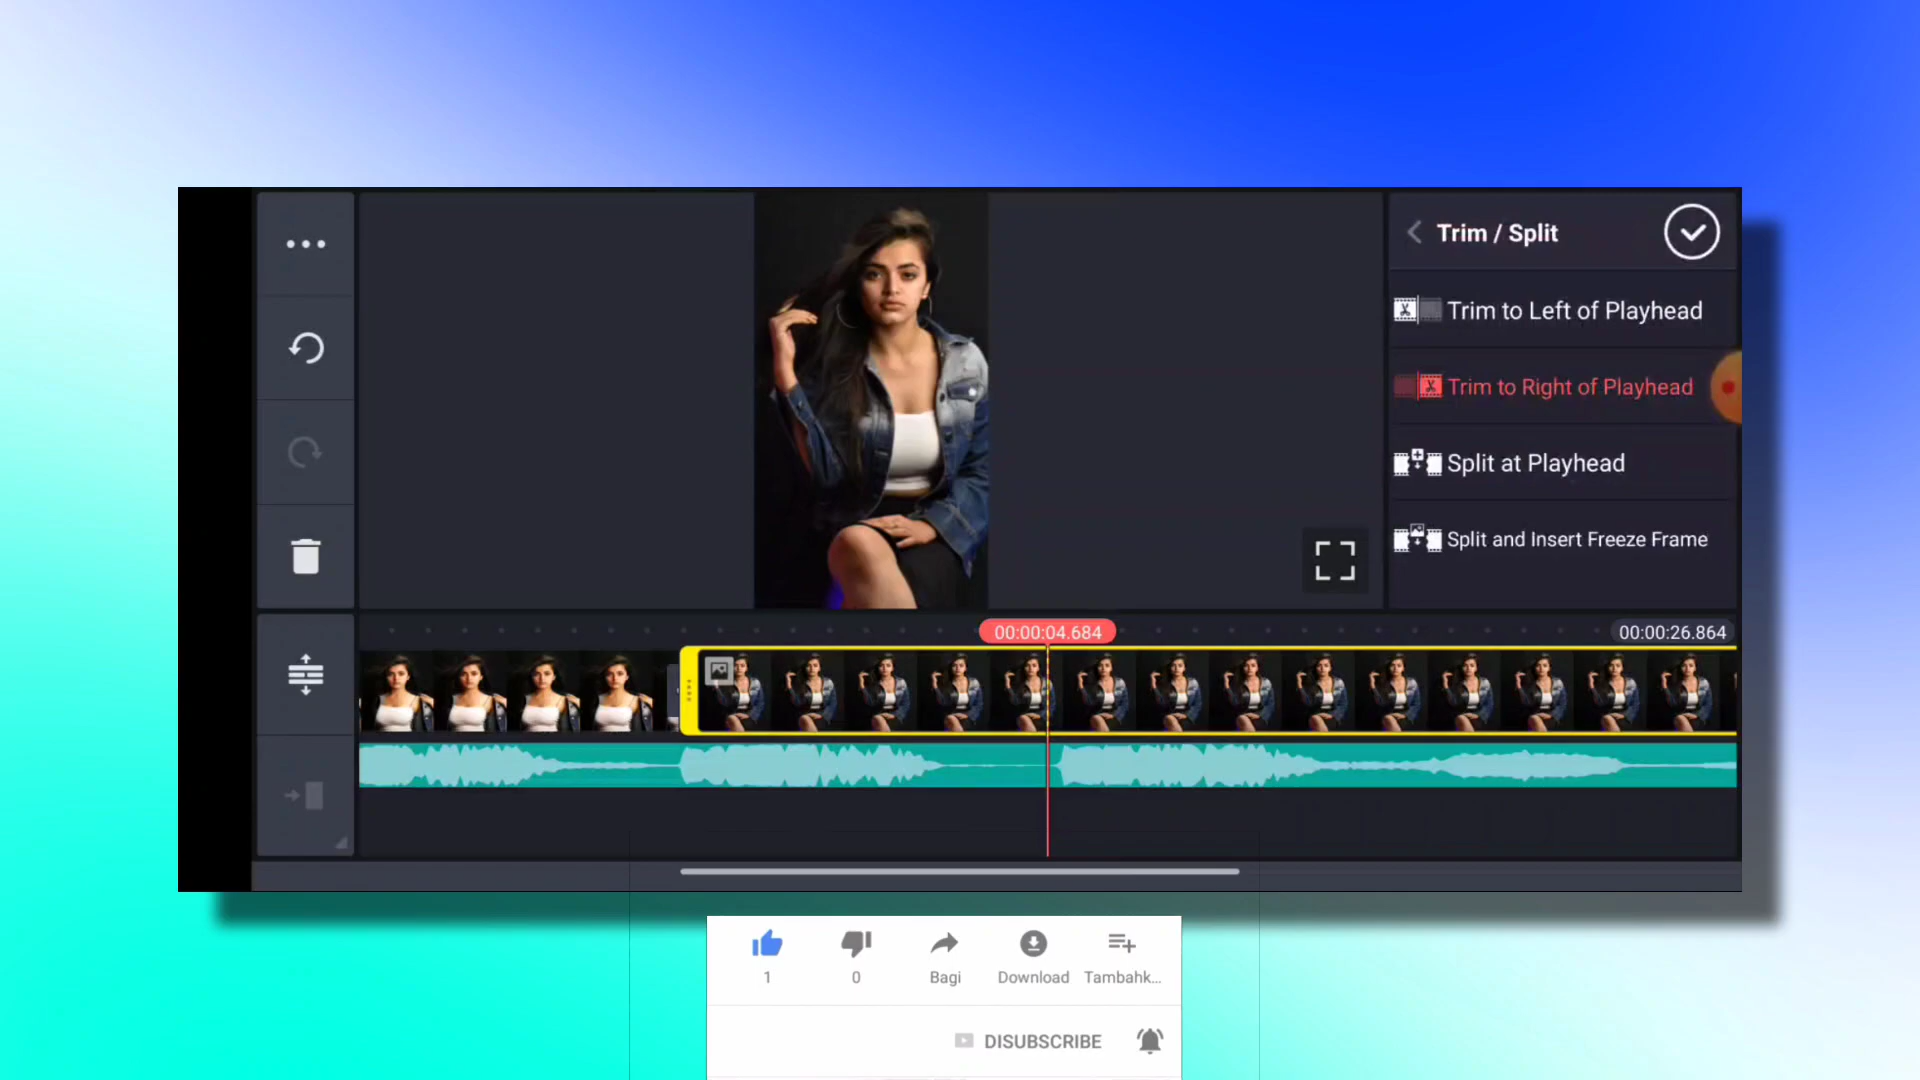 Trim / Split
Trim to Left of Playhead
Trim to Right of Playhead
Split at Playhead
Split and Insert Freeze Frame
00:00:04.684
00:00:26.864
1
0
Bagi
Download
Tambahk...
DISUBSCRIBE